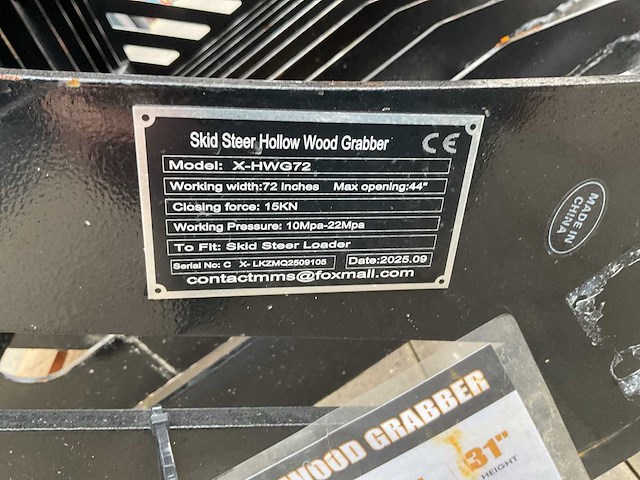 Skid Steer Hollow Wood Grabber CE
Model: X-HWG72
Working width:72 inches Max opening:44"
Closing force: 15KN
Working Pressure: 10Mpa-22Mpa
To Fit: Skid Steer Loader
Serial No: C X- LKZMQ2509105 Date:2025.09
contactmms@foxmail.com
MADE IN
CHINA
WOOD GRABBER
31"
HEIGHT